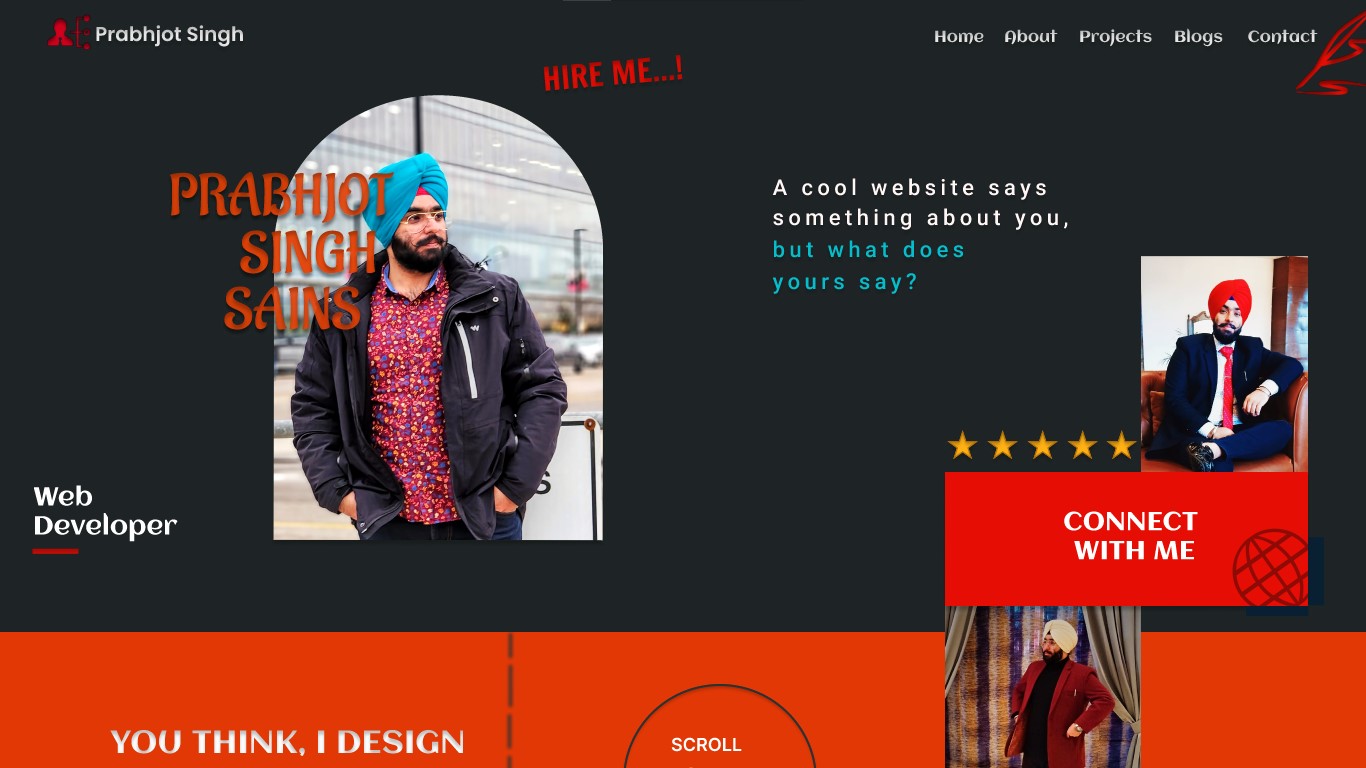 Prabhjot Singh
Home About Projects Blogs Contact
HIRE ME...!
PRABHJOT
SINGH
SAINS
A cool website says
something about you,
but what does
yours say?
Web
Developer
CONNECT
WITH ME
YOU THINK, I DESIGN
SCROLL